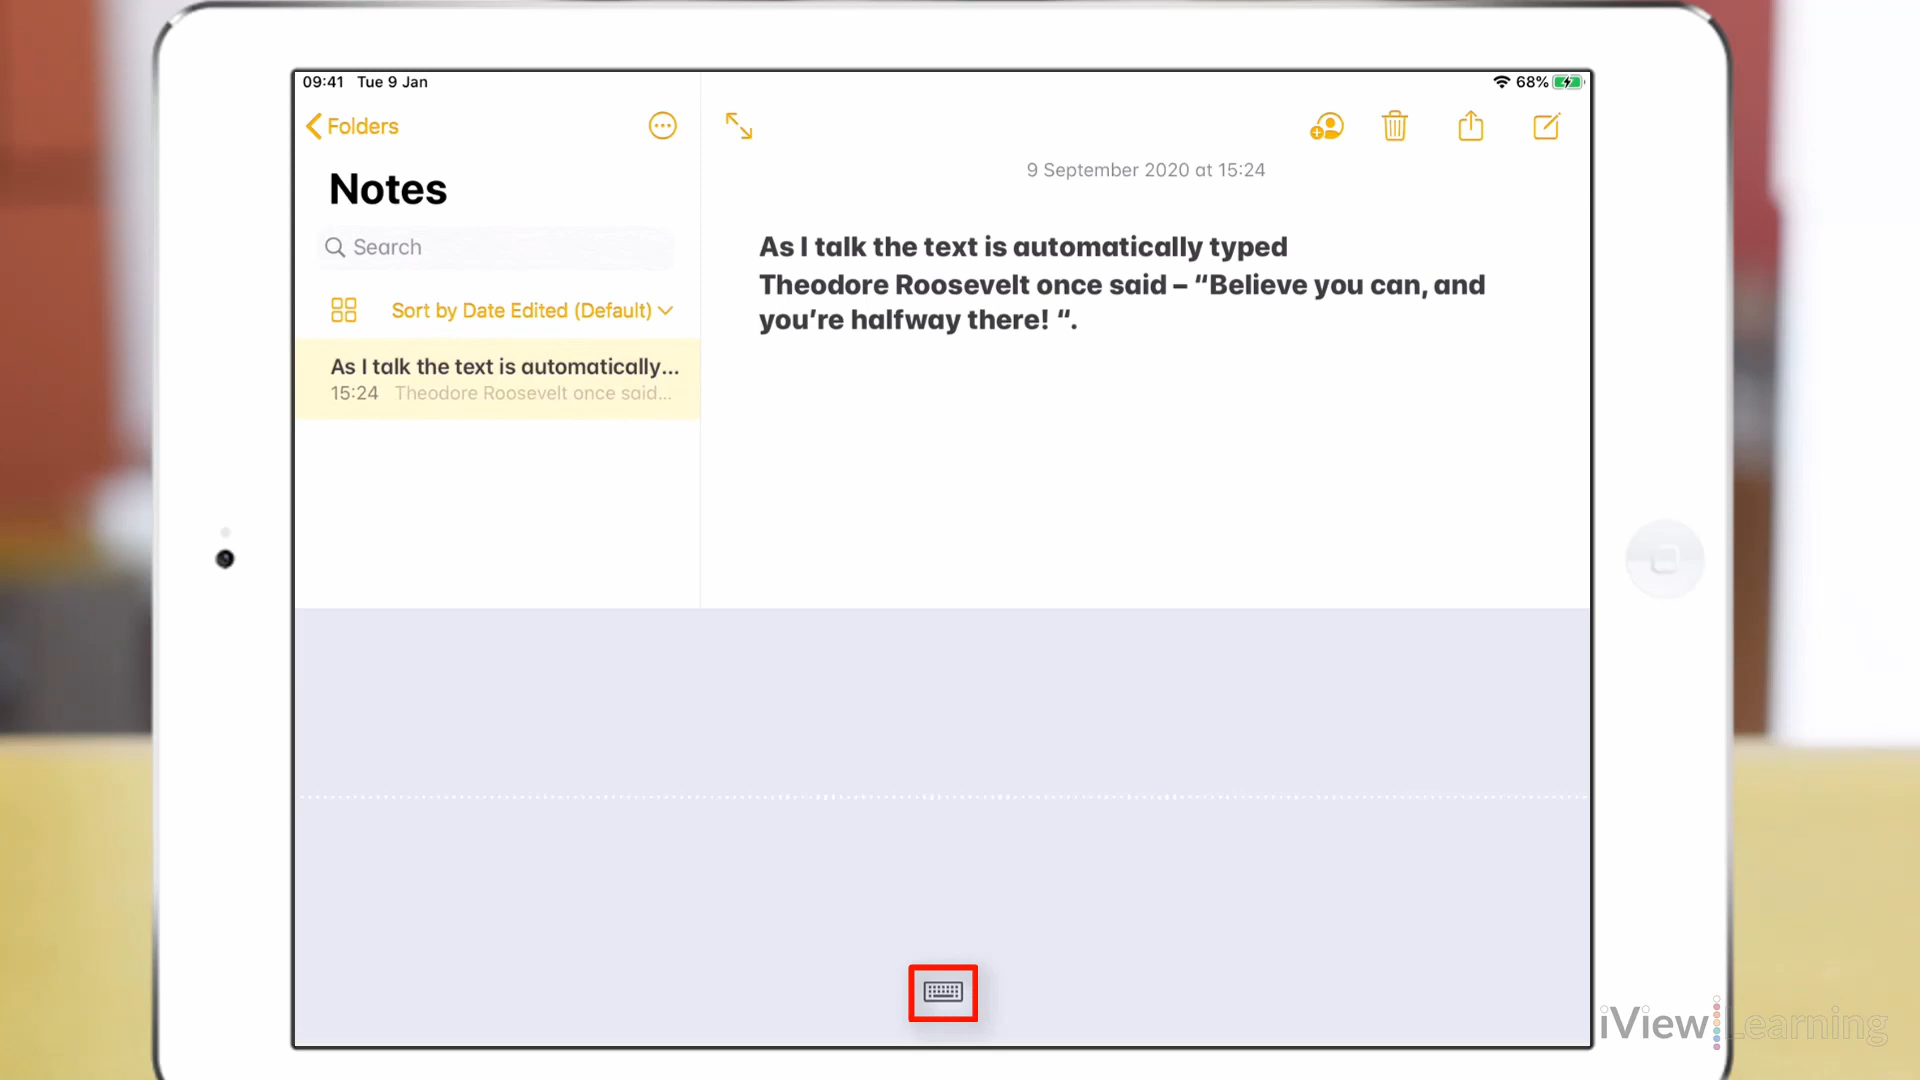 09:41 Tue 9 Jan
68%
Folders
Notes
Search
Sort by Date Edited (Default)
As I talk the text is automatically...
15:24 Theodore Roosevelt once said...
9 September 2020 at 15:24
As I talk the text is automatically typed
Theodore Roosevelt once said – “Believe you can, and
you’re halfway there! “.
iView Learning